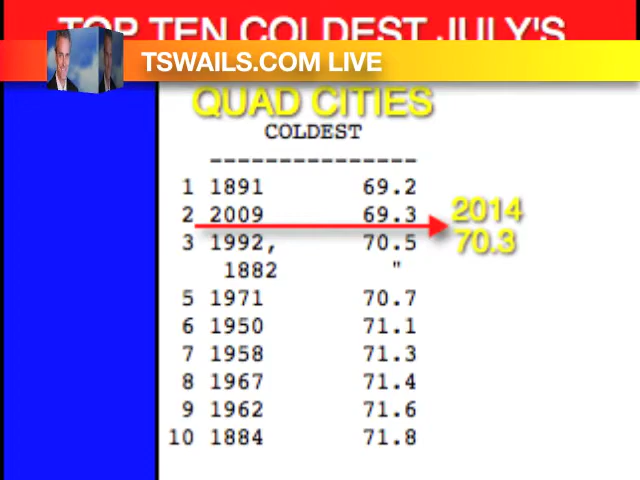 TOP TEN COLDEST JULY'S
TSWAILS.COM LIVE
QUAD CITIES
COLDEST
---------------
1 1891 69.2
2 2009 69.3
2014
70.3
3 1992, 70.5
1882 "
5 1971 70.7
6 1950 71.1
7 1958 71.3
8 1967 71.4
9 1962 71.6
10 1884 71.8